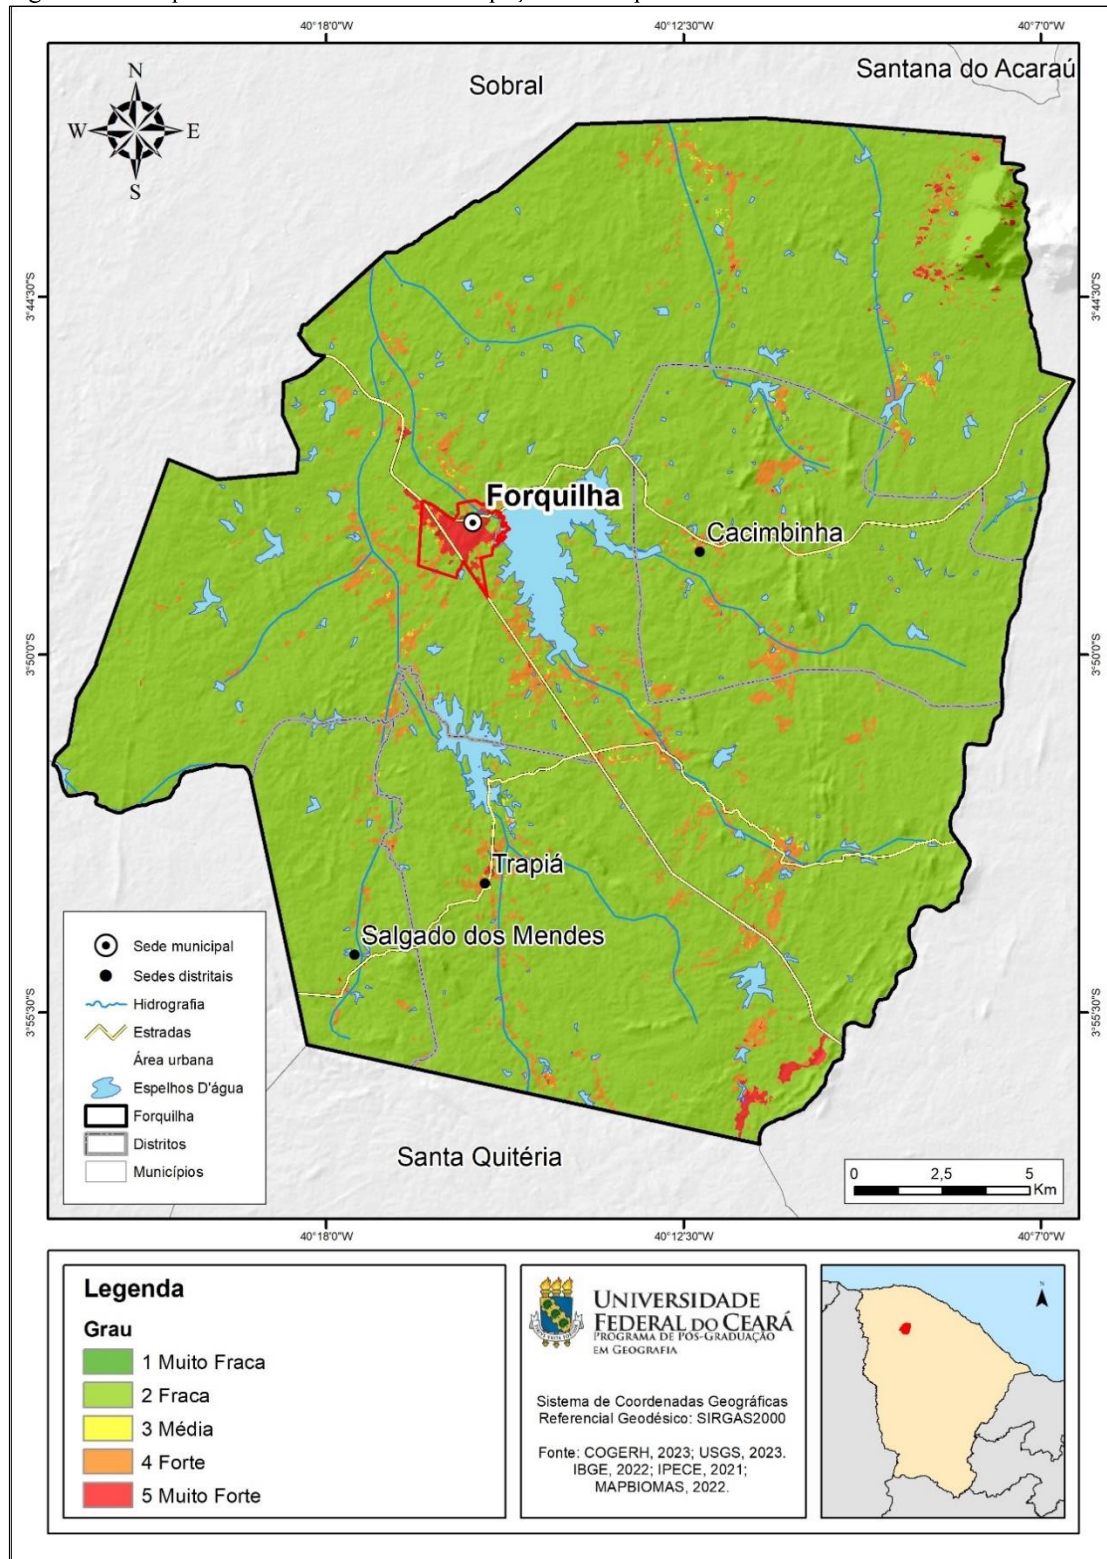 40°18'0"W
40°12'30"W
40°7'0"W
Sobral
Santana do Acaraú
N
W
E
S
3°44'30"S
3°44'30"S
Forquilha
Cacimbinha
3°50'0"S
3°50'0"S
Trapiá
Salgado dos Mendes
3°55'30"S
3°55'30"S
Sede municipal
Sedes distritais
Hidrografia
Estradas
Área urbana
Espelhos D'água
Forquilha
Distritos
Municípios
Santa Quitéria
0 2,5 5
Km
40°18'0"W
40°12'30"W
40°7'0"W
Legenda
Grau
1 Muito Fraca
2 Fraca
3 Média
4 Forte
5 Muito Forte
UNIVERSIDADE
FEDERAL DO CEARÁ
PROGRAMA DE PÓS-GRADUAÇÃO
EM GEOGRAFIA
Sistema de Coordenadas Geográficas
Referencial Geodésico: SIRGAS2000
Fonte: COGERH, 2023; USGS, 2023.
IBGE, 2022; IPECE, 2021;
MAPBIOMAS, 2022.
N